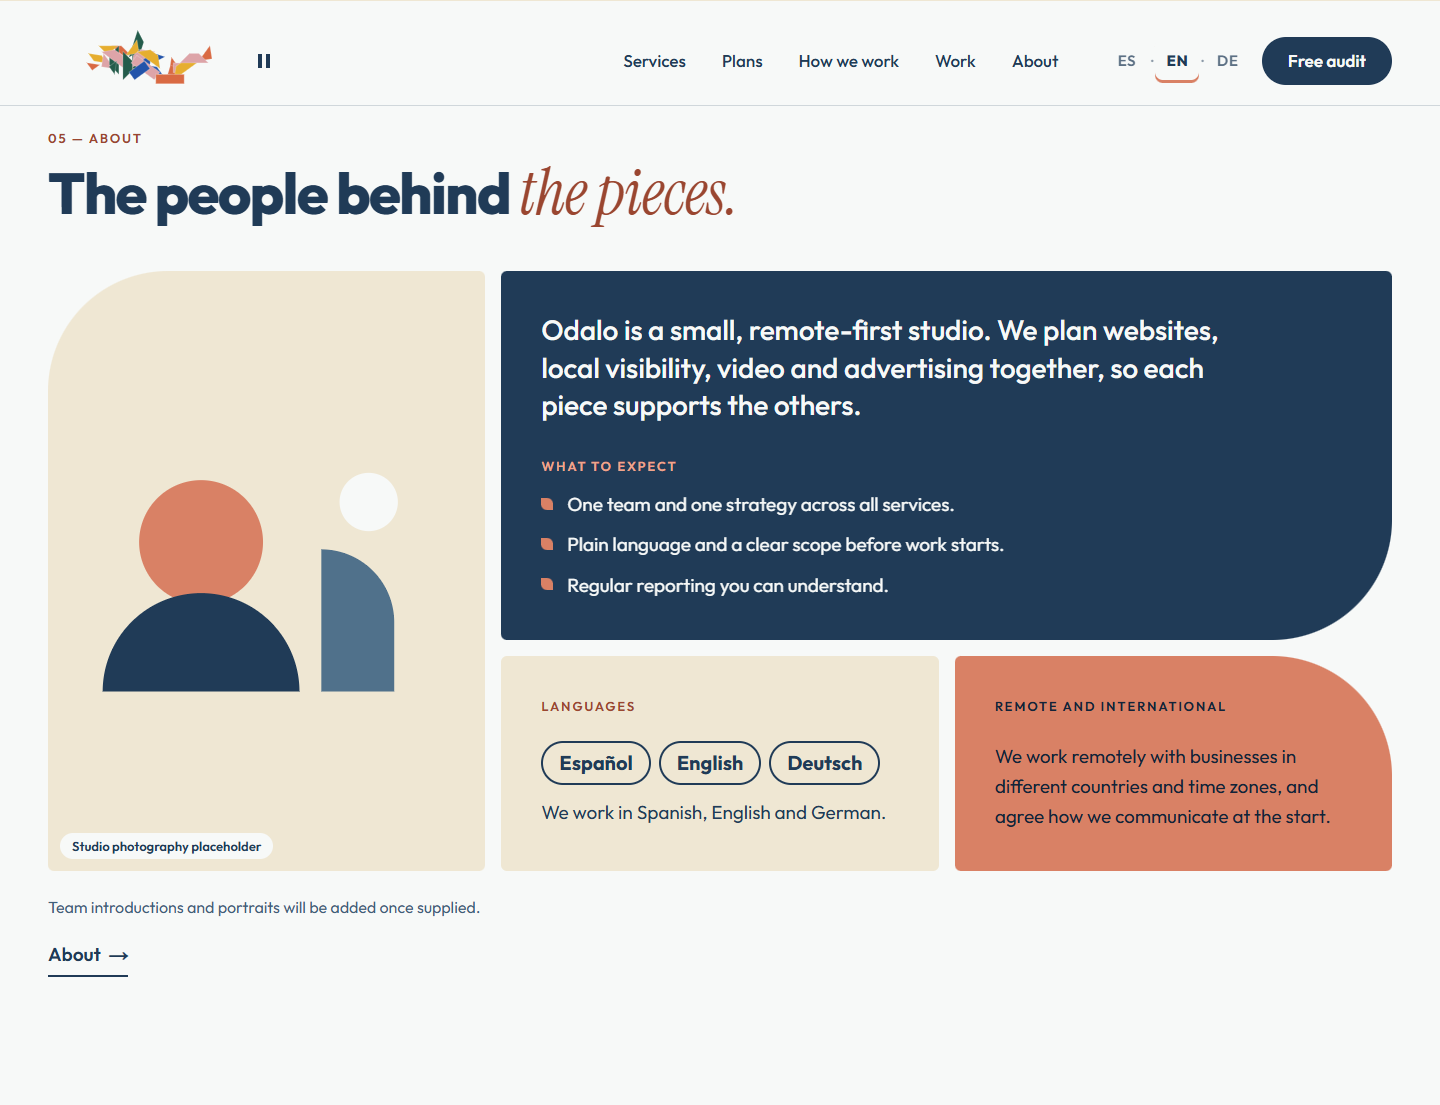 Services Plans How we work Work About ES · EN · DE Free audit
05 — ABOUT
The people behind the pieces.
Odalo is a small, remote-first studio. We plan websites,
local visibility, video and advertising together, so each
piece supports the others.
WHAT TO EXPECT
One team and one strategy across all services.
Plain language and a clear scope before work starts.
Regular reporting you can understand.
LANGUAGES
Español English Deutsch
We work in Spanish, English and German.
REMOTE AND INTERNATIONAL
We work remotely with businesses in
different countries and time zones, and
agree how we communicate at the start.
Studio photography placeholder
Team introductions and portraits will be added once supplied.
About →